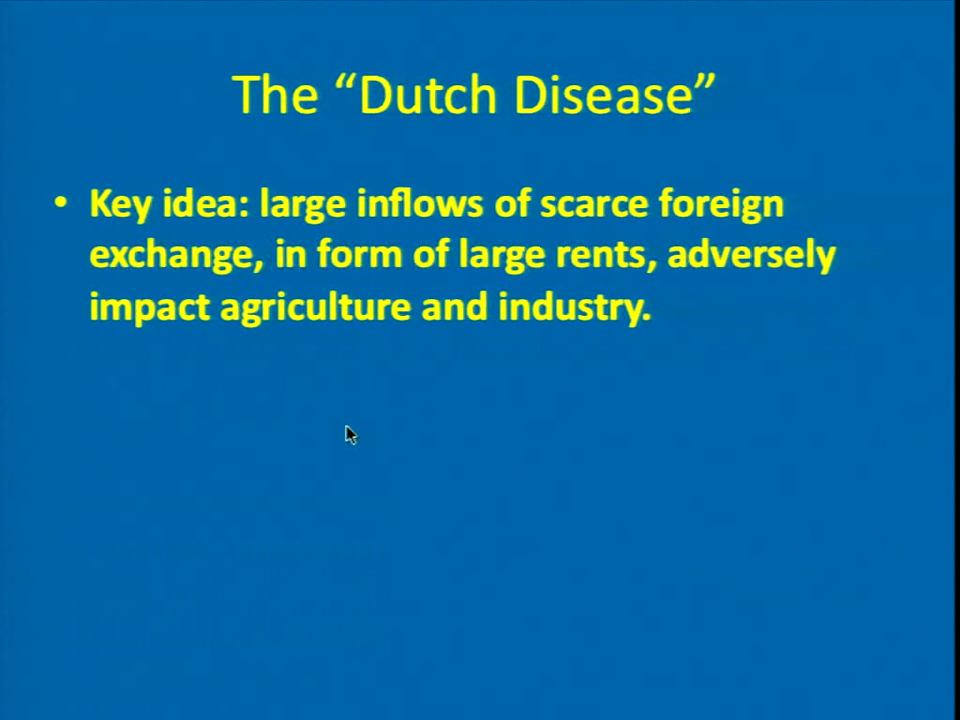 The “Dutch Disease”
• Key idea: large inflows of scarce foreign
exchange, in form of large rents, adversely
impact agriculture and industry.